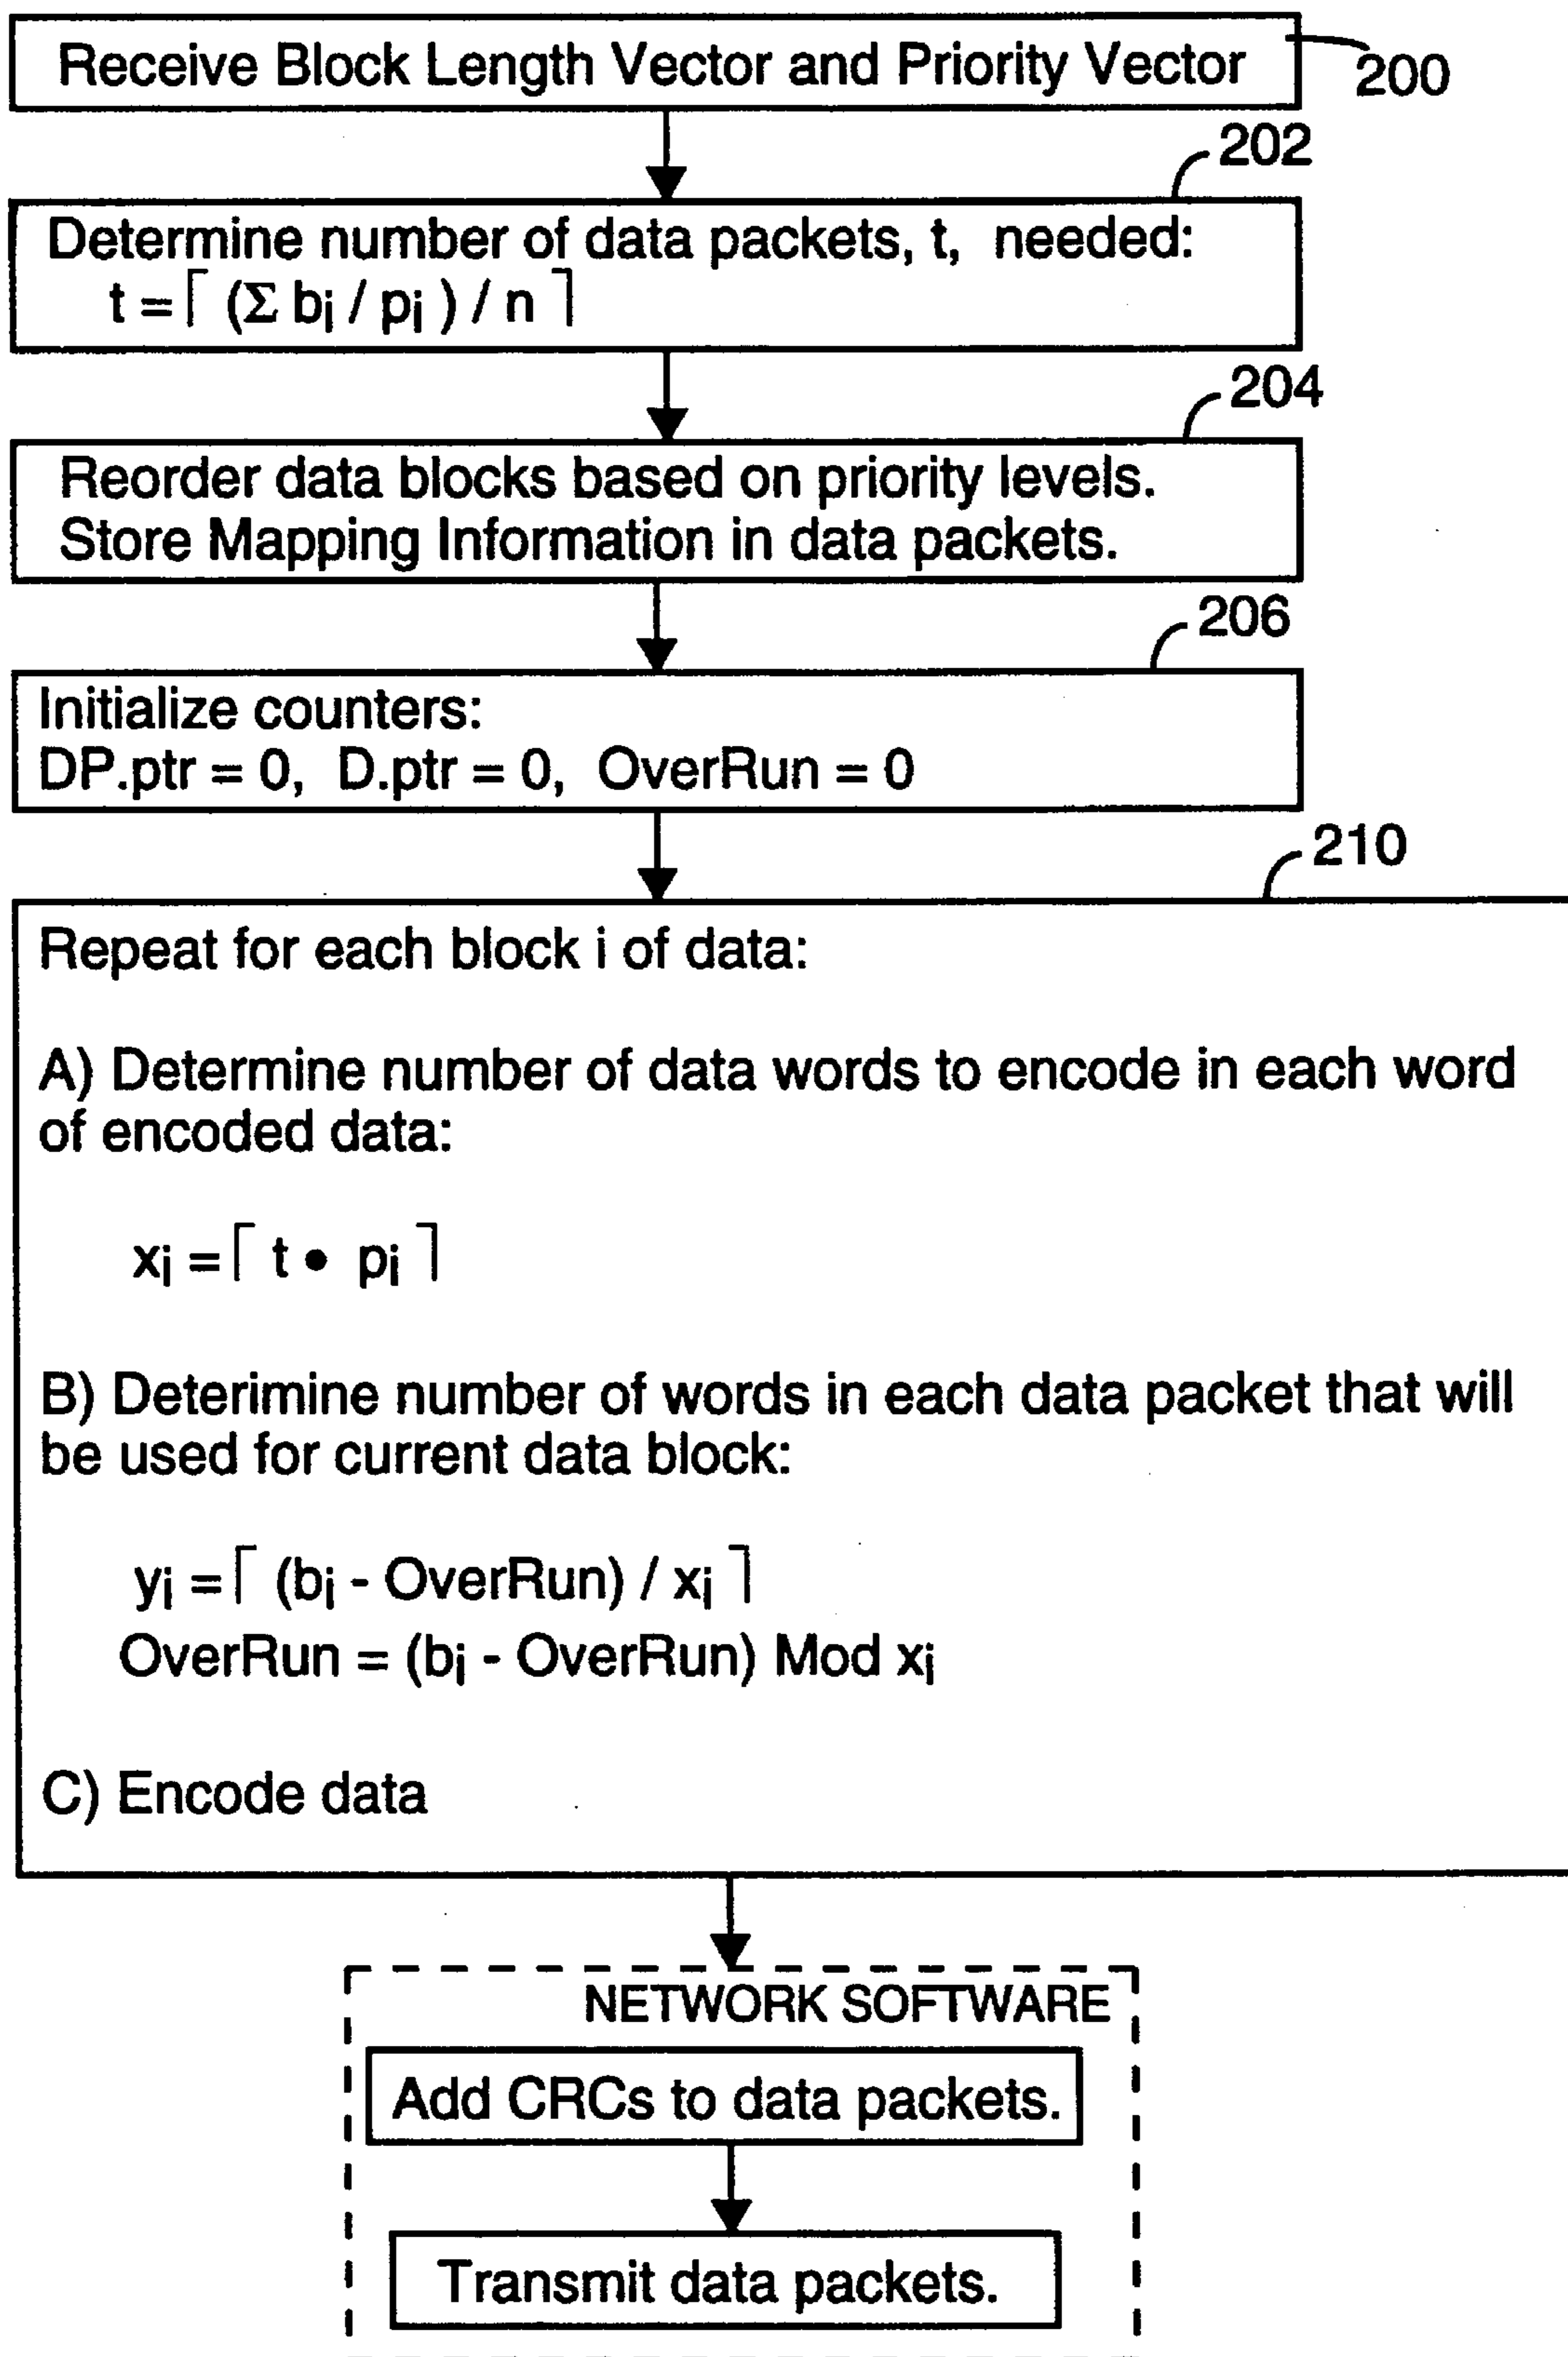 Receive Block Length Vector and Priority Vector
200
202
Determine number of data packets, t, needed:
t = ⌈ (Σ bi / pi ) / n ⌉
204
Reorder data blocks based on priority levels.
Store Mapping Information in data packets.
206
Initialize counters:
DP.ptr = 0, D.ptr = 0, OverRun = 0
210
Repeat for each block i of data:
A) Determine number of data words to encode in each word
of encoded data:
xi = ⌈ t • pi ⌉
B) Deterimine number of words in each data packet that will
be used for current data block:
yi = ⌈ (bi - OverRun) / xi ⌉
OverRun = (bi - OverRun) Mod xi
C) Encode data
NETWORK SOFTWARE
Add CRCs to data packets.
Transmit data packets.